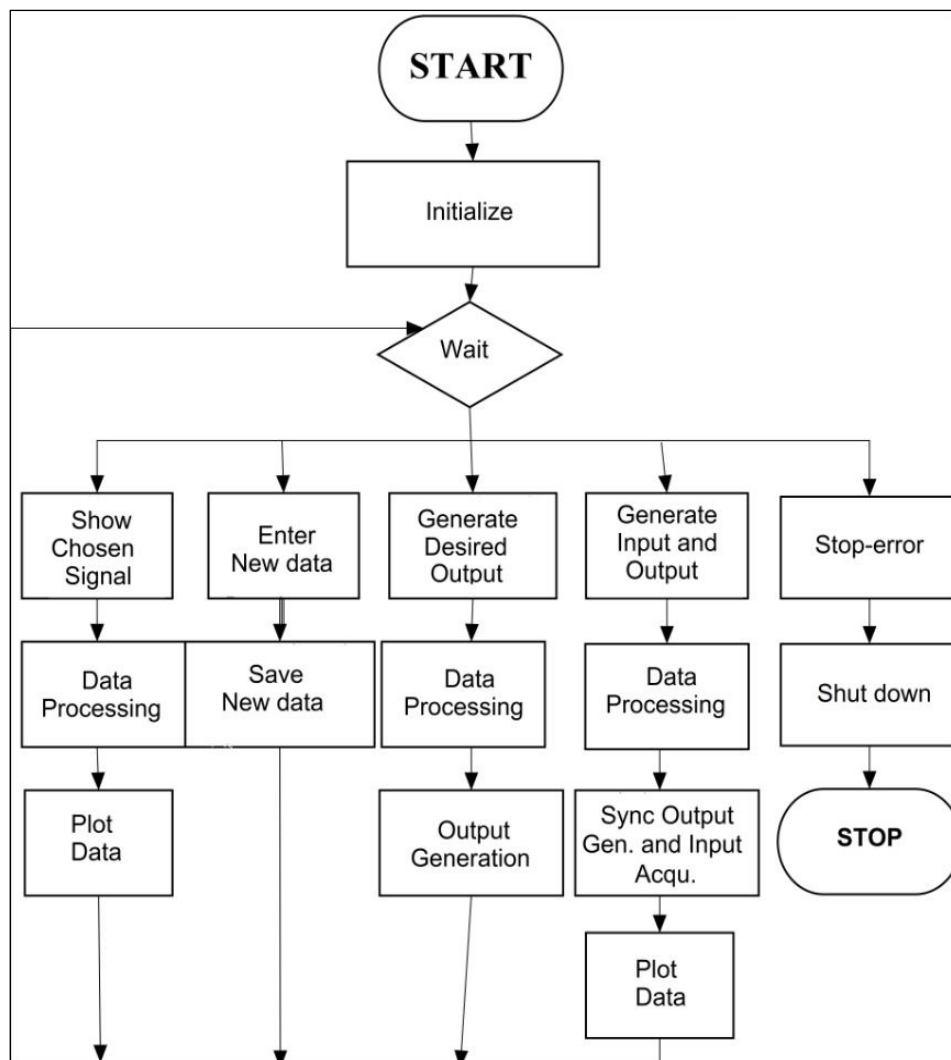 START
Initialize
Wait
Show
Chosen
Signal
Enter
New data
Generate
Desired
Output
Generate
Input and
Output
Stop-error
Data
Processing
Save
New data
Data
Processing
Data
Processing
Shut down
Plot
Data
Output
Generation
Sync Output
Gen. and Input
Acqu.
STOP
Plot
Data